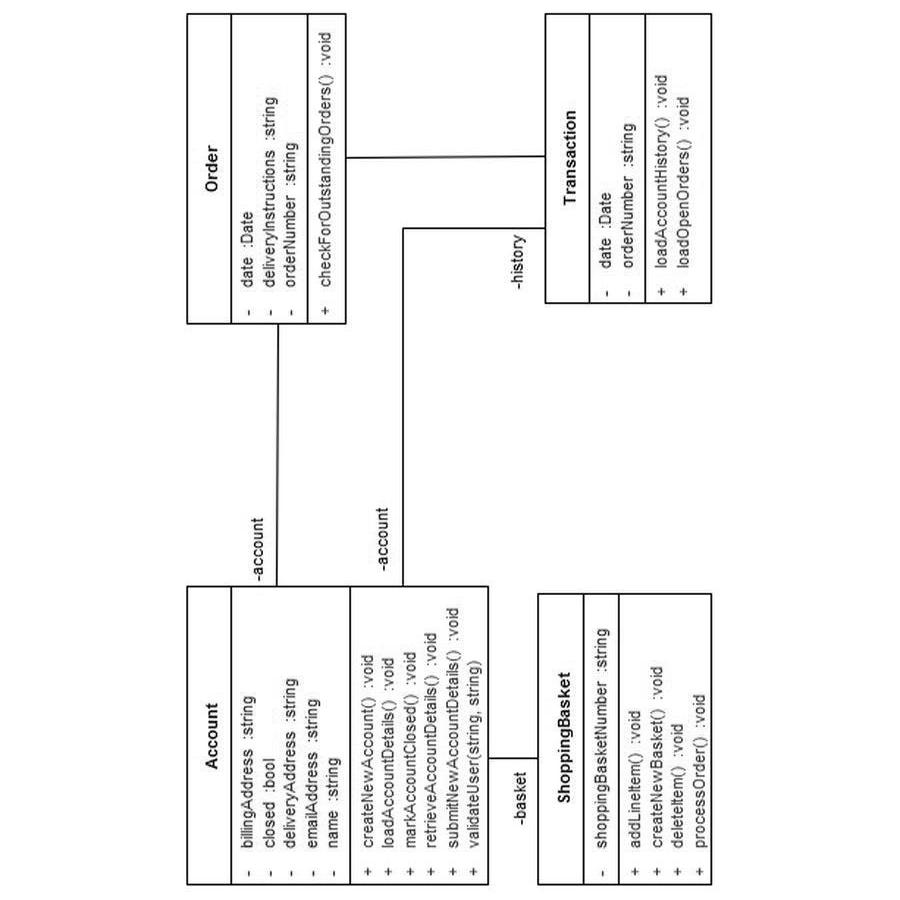 Account
- billingAddress :string
- closed :bool
- deliveryAddress :string
- emailAddress :string
- name :string
+ createNewAccount() :void
+ loadAccountDetails() :void
+ markAccountClosed() :void
+ retrieveAccountDetails() :void
+ submitNewAccountDetails() :void
+ validateUser(string, string)
-account
-account
Order
- date :Date
- deliveryInstructions :string
- orderNumber :string
+ checkForOutstandingOrders() :void
-basket
ShoppingBasket
- shoppingBasketNumber :string
+ addLineItem() :void
+ createNewBasket() :void
+ deleteItem() :void
+ processOrder() :void
-history
Transaction
- date :Date
- orderNumber :string
+ loadAccountHistory() :void
+ loadOpenOrders() :void